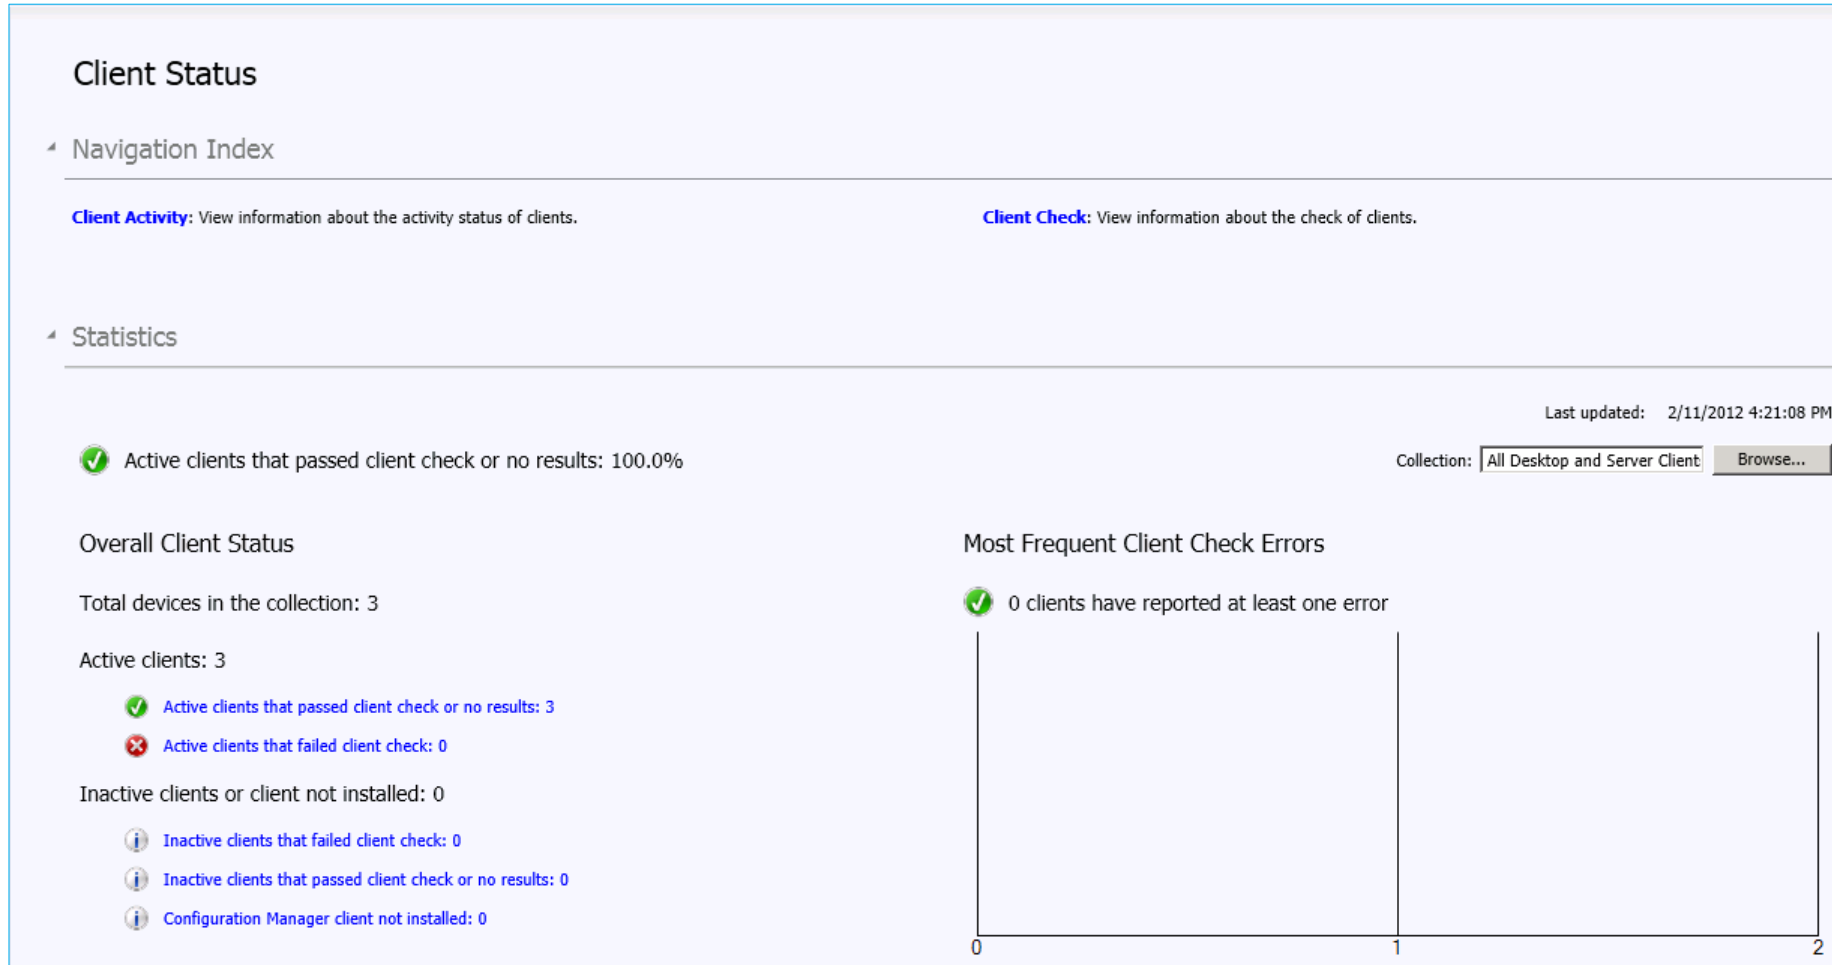 Client Status
Navigation Index
Client Activity: View information about the activity status of clients.
Client Check: View information about the check of clients.
Statistics
Last updated: 2/11/2012 4:21:08 PM
Active clients that passed client check or no results: 100.0%
Collection: All Desktop and Server Client Browse...
Overall Client Status
Total devices in the collection: 3
Active clients: 3
Active clients that passed client check or no results: 3
Active clients that failed client check: 0
Inactive clients or client not installed: 0
Inactive clients that failed client check: 0
Inactive clients that passed client check or no results: 0
Configuration Manager client not installed: 0
Most Frequent Client Check Errors
0 clients have reported at least one error
0 1 2